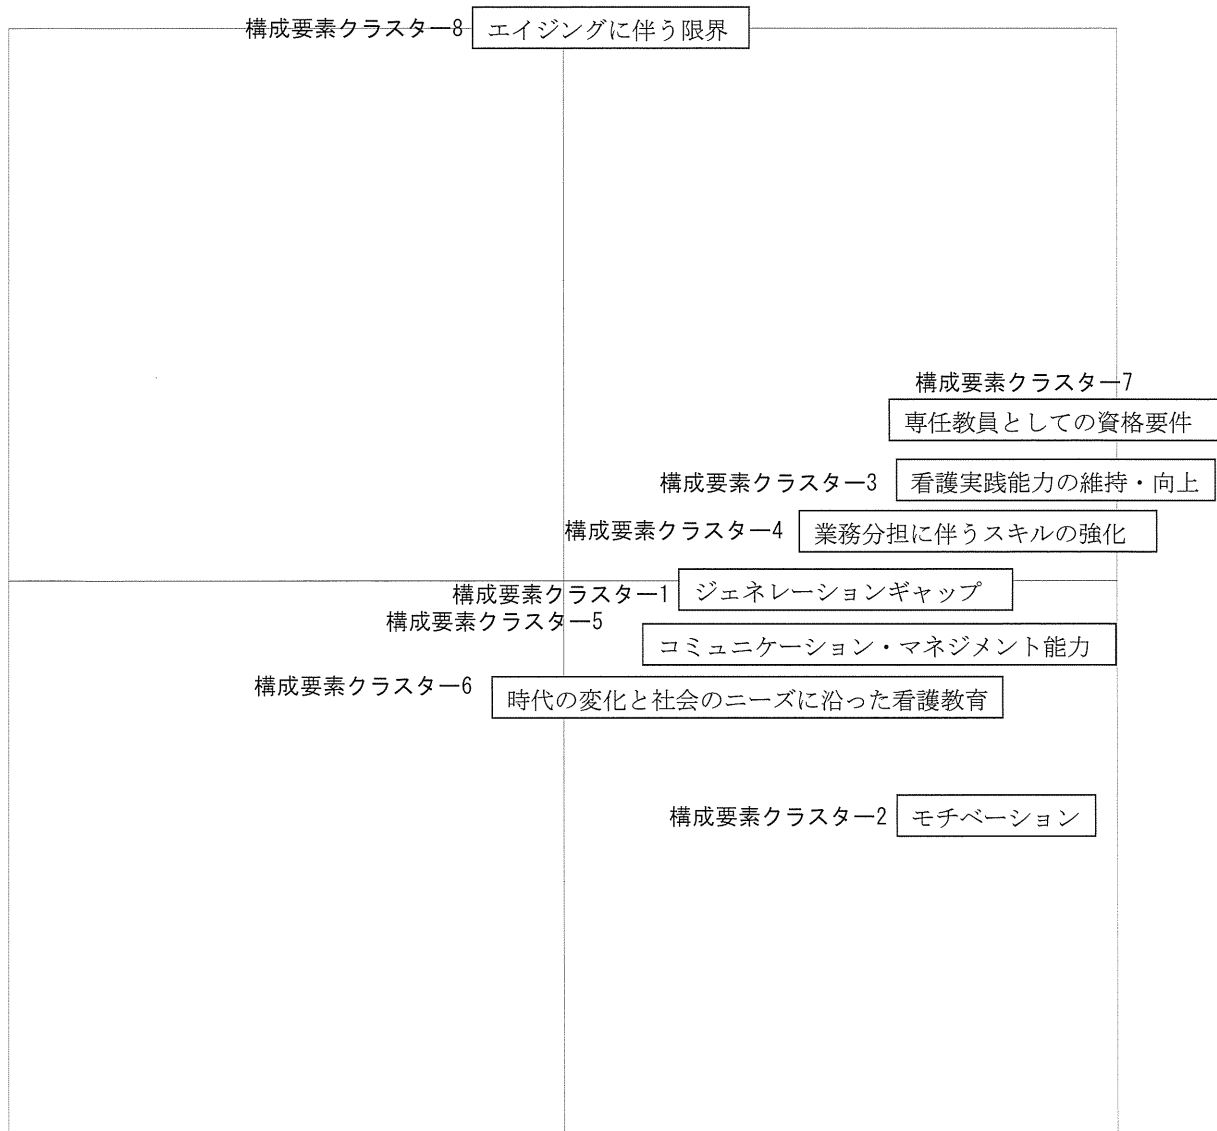 構成要素クラスター8 エイジングに伴う限界
構成要素クラスター7
専任教員としての資格要件
構成要素クラスター3 看護実践能力の維持・向上
構成要素クラスター4 業務分担に伴うスキルの強化
構成要素クラスター1 ジェネレーションギャップ
構成要素クラスター5
コミュニケーション・マネジメント能力
構成要素クラスター6 時代の変化と社会のニーズに沿った看護教育
構成要素クラスター2 モチベーション